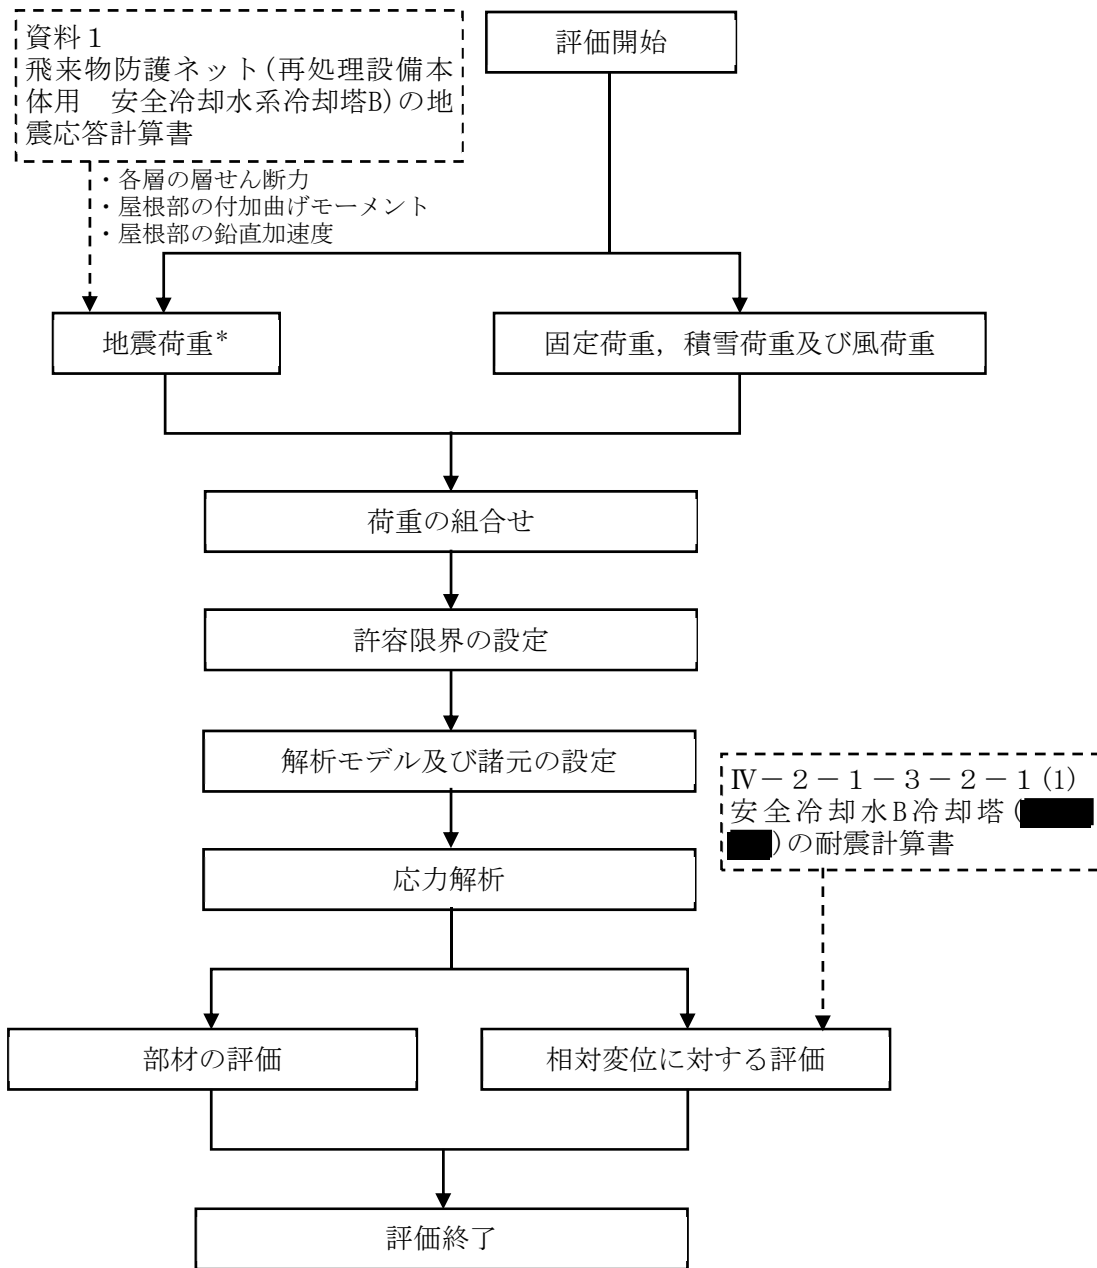 資料１
飛来物防護ネット(再処理設備本
体用　安全冷却水系冷却塔B)の地
震応答計算書
評価開始
・各層の層せん断力
・屋根部の付加曲げモーメント
・屋根部の鉛直加速度
地震荷重*
固定荷重，積雪荷重及び風荷重
荷重の組合せ
許容限界の設定
解析モデル及び諸元の設定
Ⅳ－２－１－３－２－１(1)
安全冷却水B冷却塔(
)の耐震計算書
応力解析
部材の評価
相対変位に対する評価
評価終了